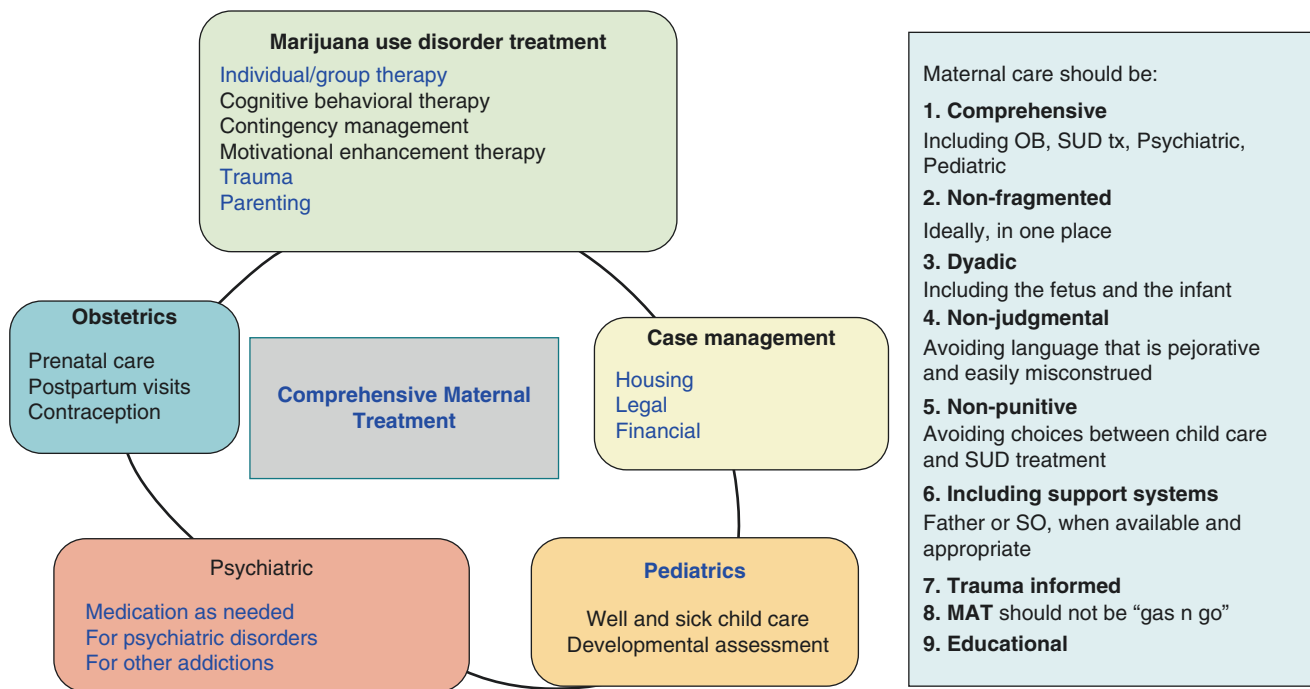 Marijuana use disorder treatment
Individual/group therapy
Cognitive behavioral therapy
Contingency management
Motivational enhancement therapy
Trauma
Parenting
Obstetrics
Prenatal care
Postpartum visits
Contraception
Comprehensive Maternal
Treatment
Case management
Housing
Legal
Financial
Psychiatric
Medication as needed
For psychiatric disorders
For other addictions
Pediatrics
Well and sick child care
Developmental assessment
Maternal care should be:
1. Comprehensive
Including OB, SUD tx, Psychiatric,
Pediatric
2. Non-fragmented
Ideally, in one place
3. Dyadic
Including the fetus and the infant
4. Non-judgmental
Avoiding language that is pejorative
and easily misconstrued
5. Non-punitive
Avoiding choices between child care
and SUD treatment
6. Including support systems
Father or SO, when available and
appropriate
7. Trauma informed
8. MAT should not be “gas n go”
9. Educational